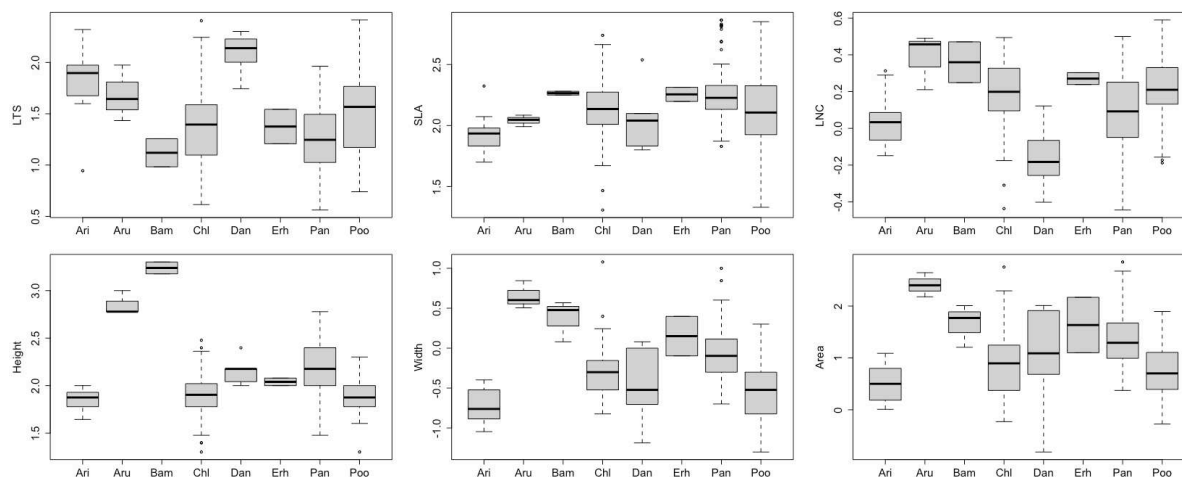 LTS
0.5 1.0 1.5 2.0
Ari Aru Bam Chl Dan Erh Pan Poo
SLA
1.5 2.0 2.5
Ari Aru Bam Chl Dan Erh Pan Poo
LNC
-0.4 -0.2 0.0 0.2 0.4 0.6
Ari Aru Bam Chl Dan Erh Pan Poo
Height
1.5 2.0 2.5 3.0
Ari Aru Bam Chl Dan Erh Pan Poo
Width
-1.0 -0.5 0.0 0.5 1.0
Ari Aru Bam Chl Dan Erh Pan Poo
Area
0 1 2
Ari Aru Bam Chl Dan Erh Pan Poo